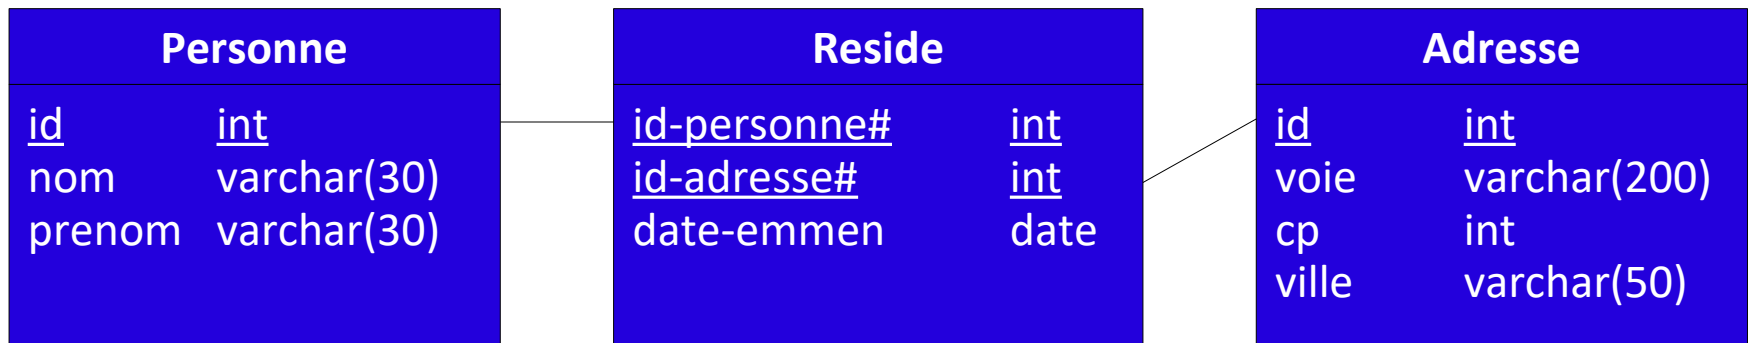 Personne
id int
nom varchar(30)
prenom varchar(30)
Reside
id-personne# int
id-adresse# int
date-emmen date
Adresse
id int
voie varchar(200)
cp int
ville varchar(50)